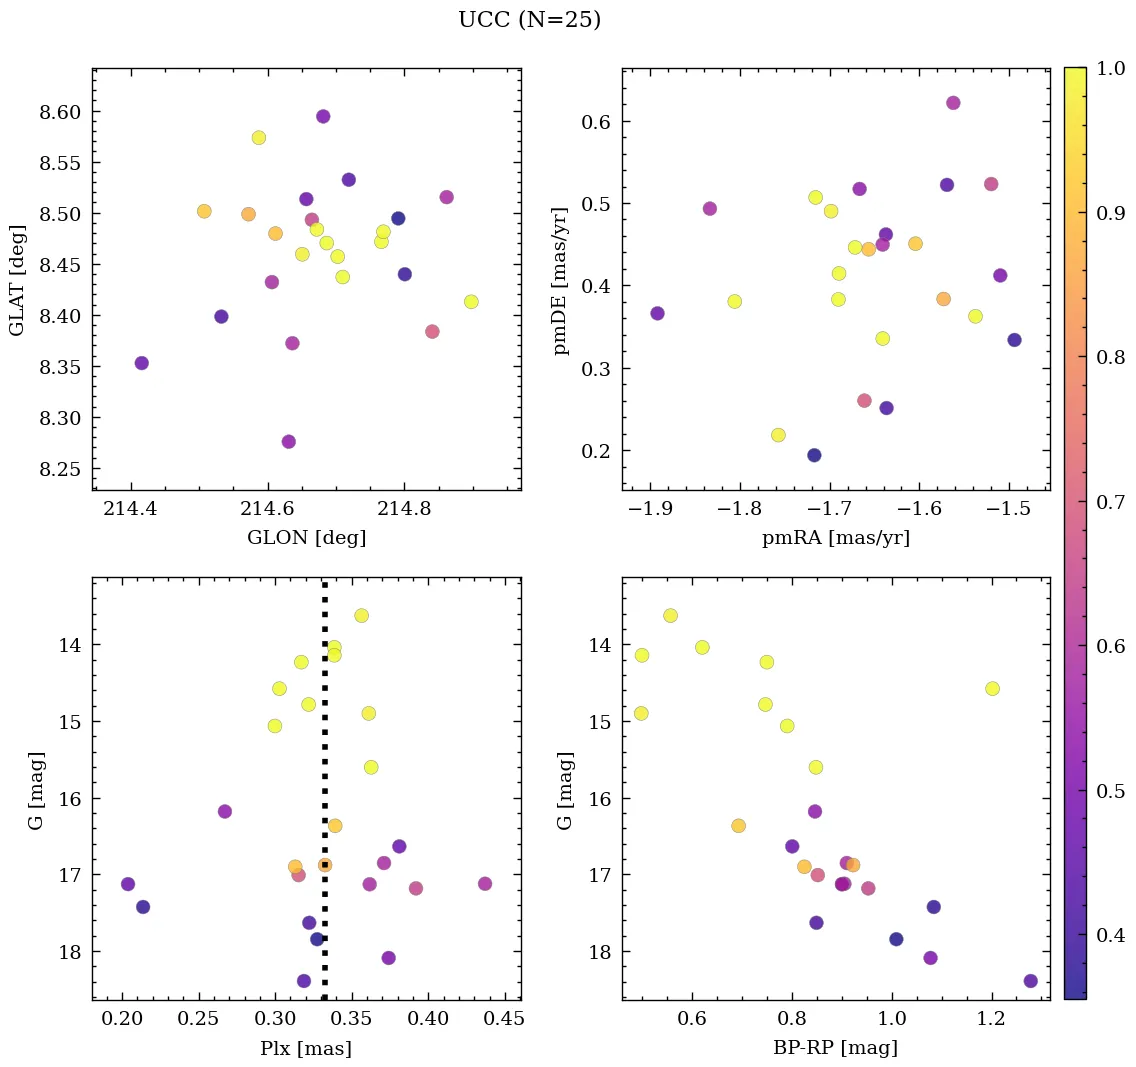 UCC (N=25)
8.60
8.55
8.50
8.45
8.40
8.35
8.30
8.25
GLAT [deg]
214.4 214.6 214.8
GLON [deg]
0.6
0.5
0.4
0.3
0.2
pmDE [mas/yr]
−1.9 −1.8 −1.7 −1.6 −1.5
pmRA [mas/yr]
1.0
0.9
0.8
0.7
0.6
0.5
0.4
14
15
16
17
18
G [mag]
0.20 0.25 0.30 0.35 0.40 0.45
Plx [mas]
14
15
16
17
18
G [mag]
0.6 0.8 1.0 1.2
BP-RP [mag]